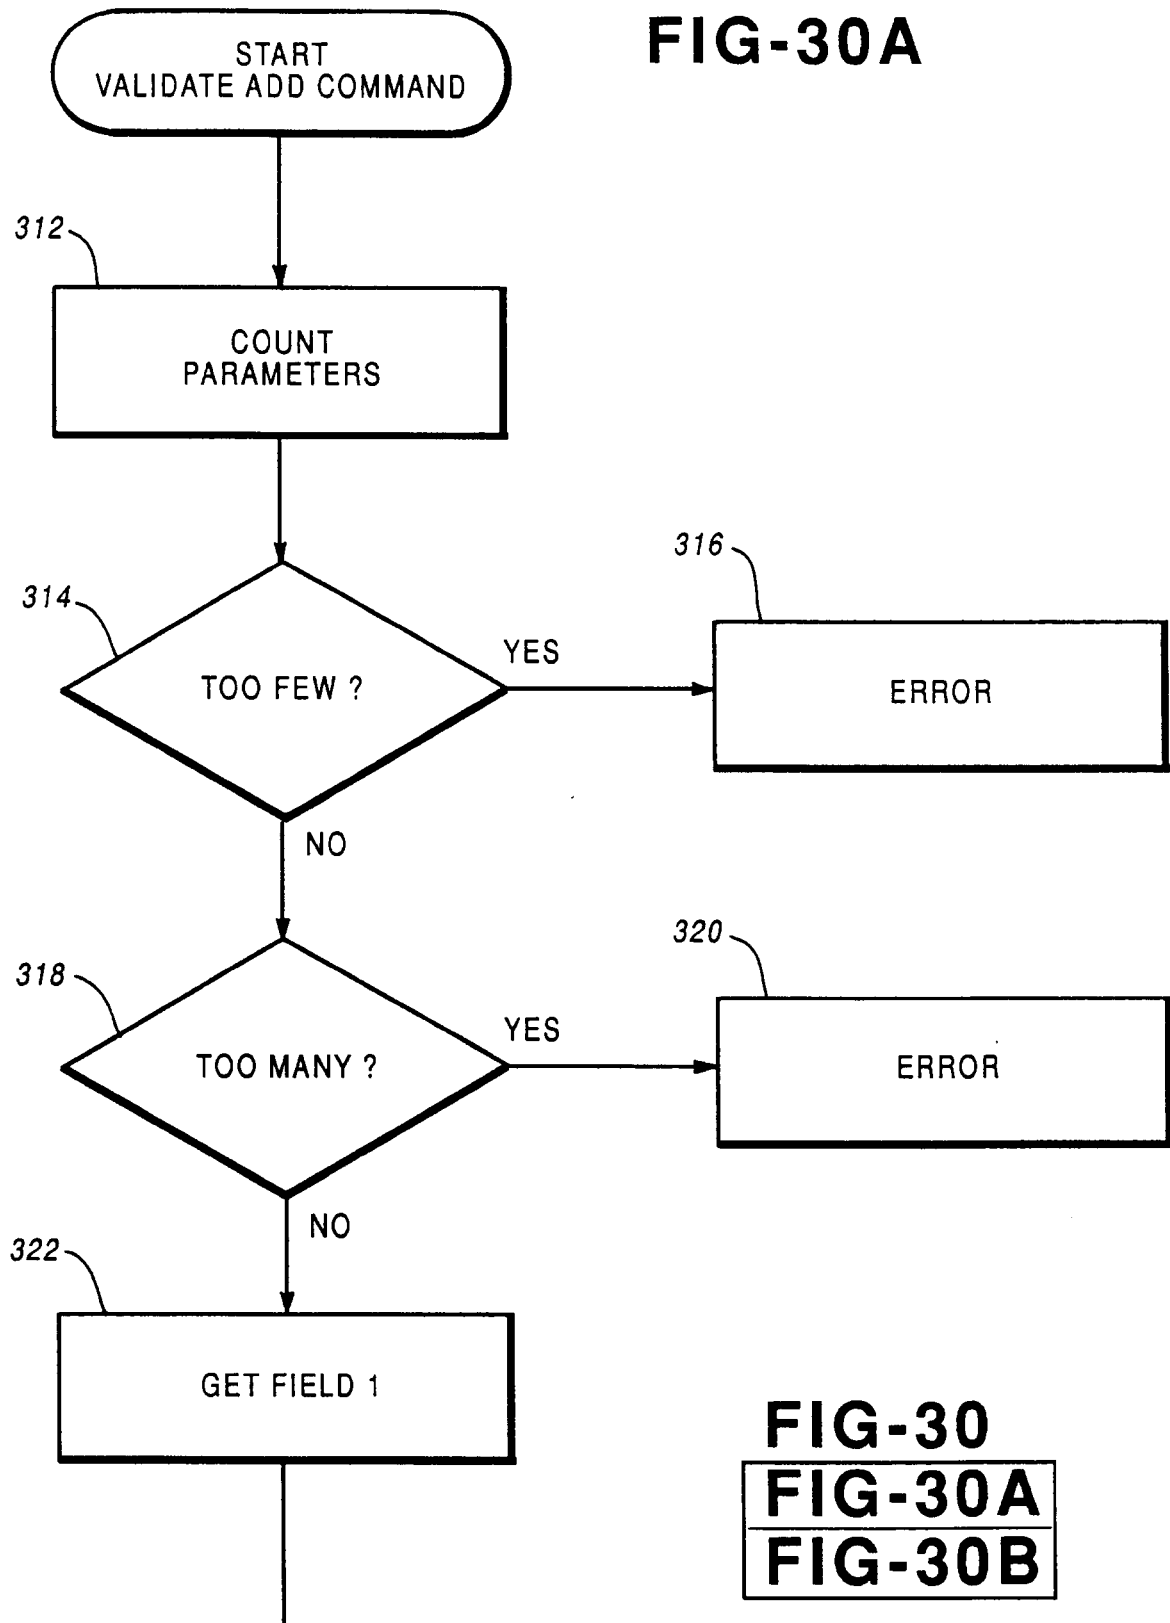 FIG-30A
START
VALIDATE ADD COMMAND
312
COUNT
PARAMETERS
314
TOO FEW ?
YES
316
ERROR
NO
318
TOO MANY ?
YES
320
ERROR
NO
322
GET FIELD 1
FIG-30
FIG-30A
FIG-30B